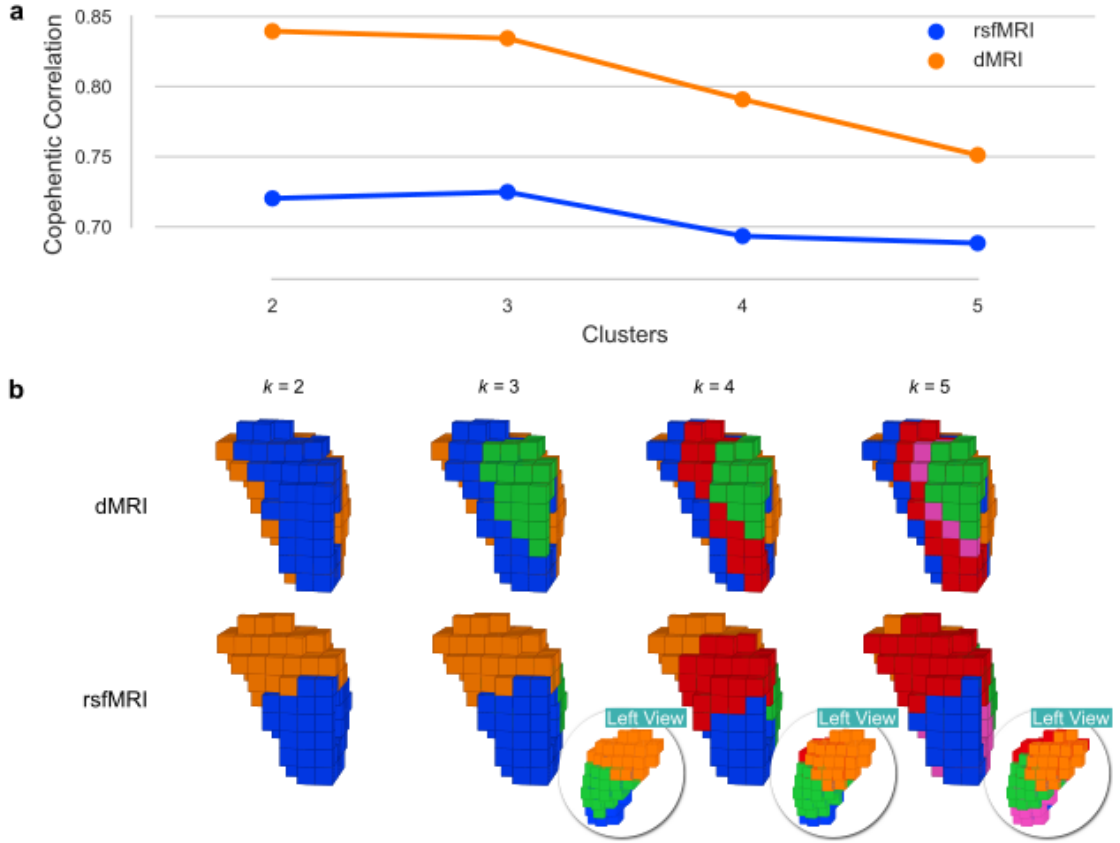 a
0.85
0.80
0.75
0.70
Copehentic Correlation
rsfMRI
dMRI
2 3 4 5
Clusters
b
k = 2 k = 3 k = 4 k = 5
dMRI
rsfMRI
Left View Left View Left View